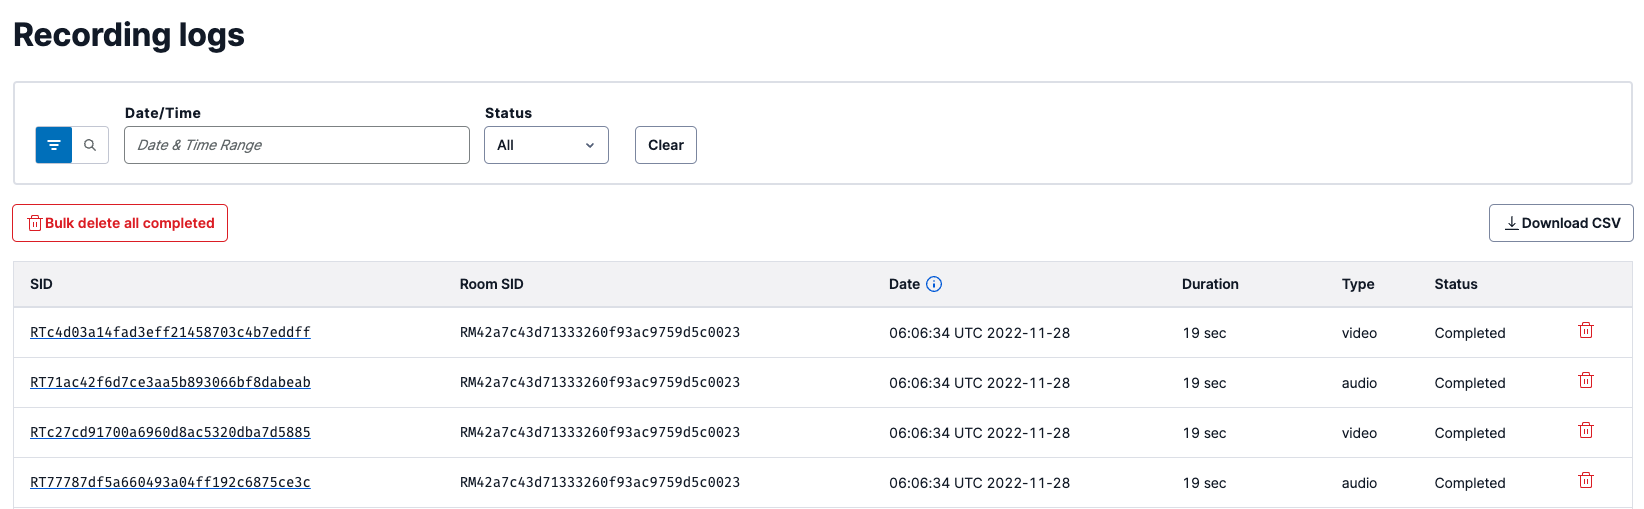 Recording logs
Date/Time
Status
Date & Time Range
All
Clear
Bulk delete all completed
Download CSV
SID Room SID Date Duration Type Status
RTc4d03a14fad3eff21458703c4b7eddff RM42a7c43d71333260f93ac9759d5c0023 06:06:34 UTC 2022-11-28 19 sec video Completed
RT71ac42f6d7ce3aa5b893066bf8dabeab RM42a7c43d71333260f93ac9759d5c0023 06:06:34 UTC 2022-11-28 19 sec audio Completed
RTc27cd91700a6960d8ac5320dba7d5885 RM42a7c43d71333260f93ac9759d5c0023 06:06:34 UTC 2022-11-28 19 sec video Completed
RT77787df5a660493a04ff192c6875ce3c RM42a7c43d71333260f93ac9759d5c0023 06:06:34 UTC 2022-11-28 19 sec audio Completed